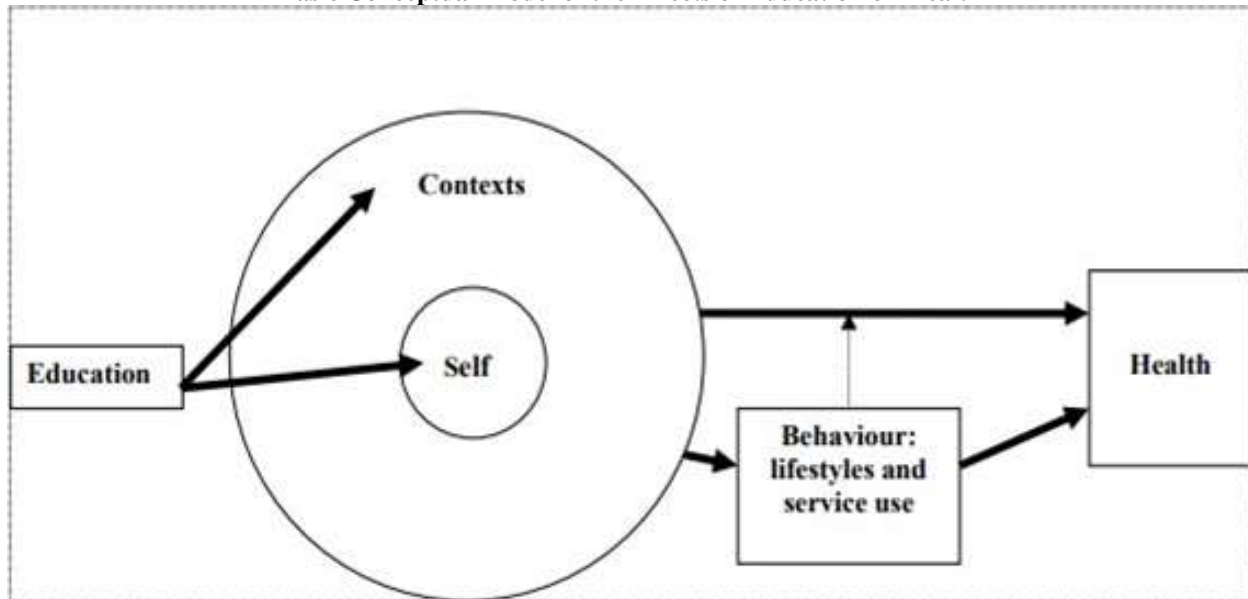 Contexts
Education
Self
Health
Behaviour:
lifestyles and
service use